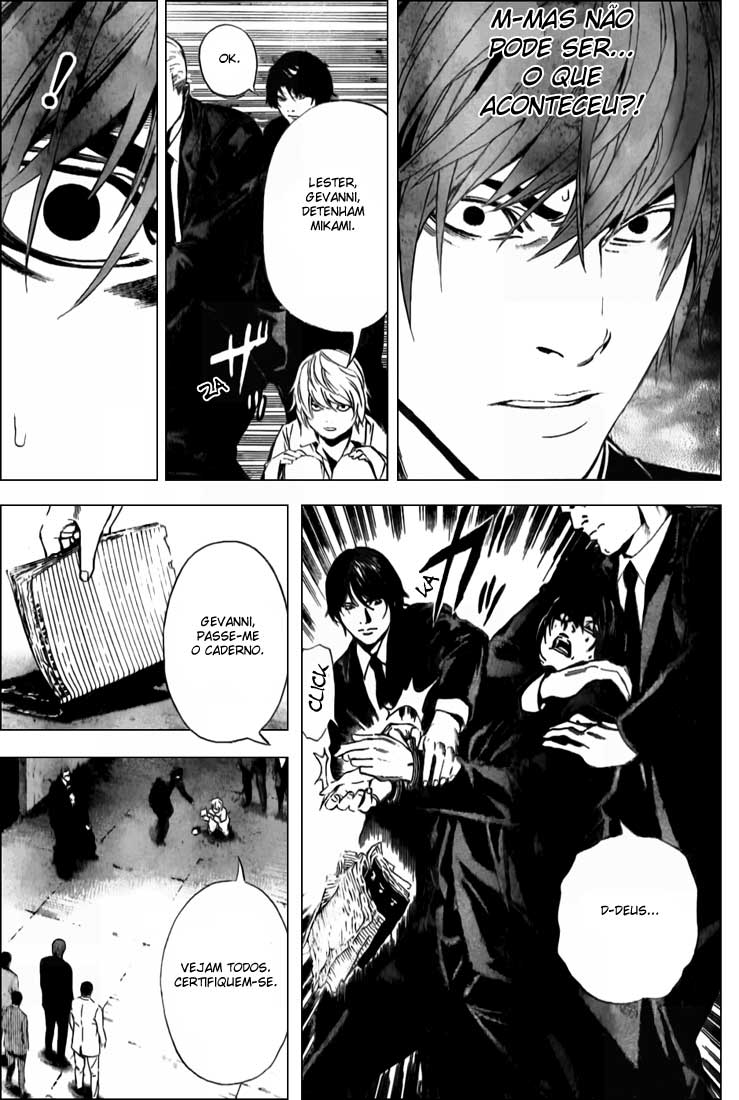 M-MAS NÃO
PODE SER...
O QUE
ACONTECEU?!
OK.
LESTER,
GEVANNI,
DETENHAM
MIKAMI.
ZA
!
KA
CLICK
D-DEUS...
GEVANNI,
PASSE-ME
O CADERNO.
VEJAM TODOS.
CERTIFIQUEM-SE.